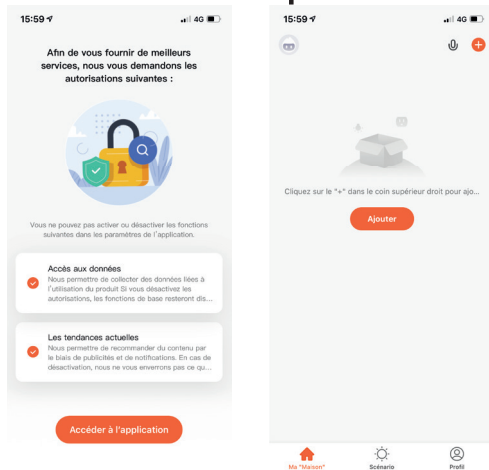 15:59
4G
Afin de vous fournir de meilleurs
services, nous vous demandons les
autorisations suivantes :
Vous ne pouvez pas activer ou désactiver les fonctions
suivantes dans les paramètres de l'application.
Accès aux données
Nous permettre de collecter des données liées à
l'utilisation du produit Si vous désactivez les
autorisations, les fonctions de base resteront dis...
Les tendances actuelles
Nous permettre de recommander du contenu par
le biais de publicités et de notifications. En cas de
désactivation, nous ne vous enverrons pas ce qu...
Accéder à l'application
15:59
4G
Cliquez sur le "+" dans le coin supérieur droit pour ajo...
Ajouter
Ma "Maison"
Scénario
Profil